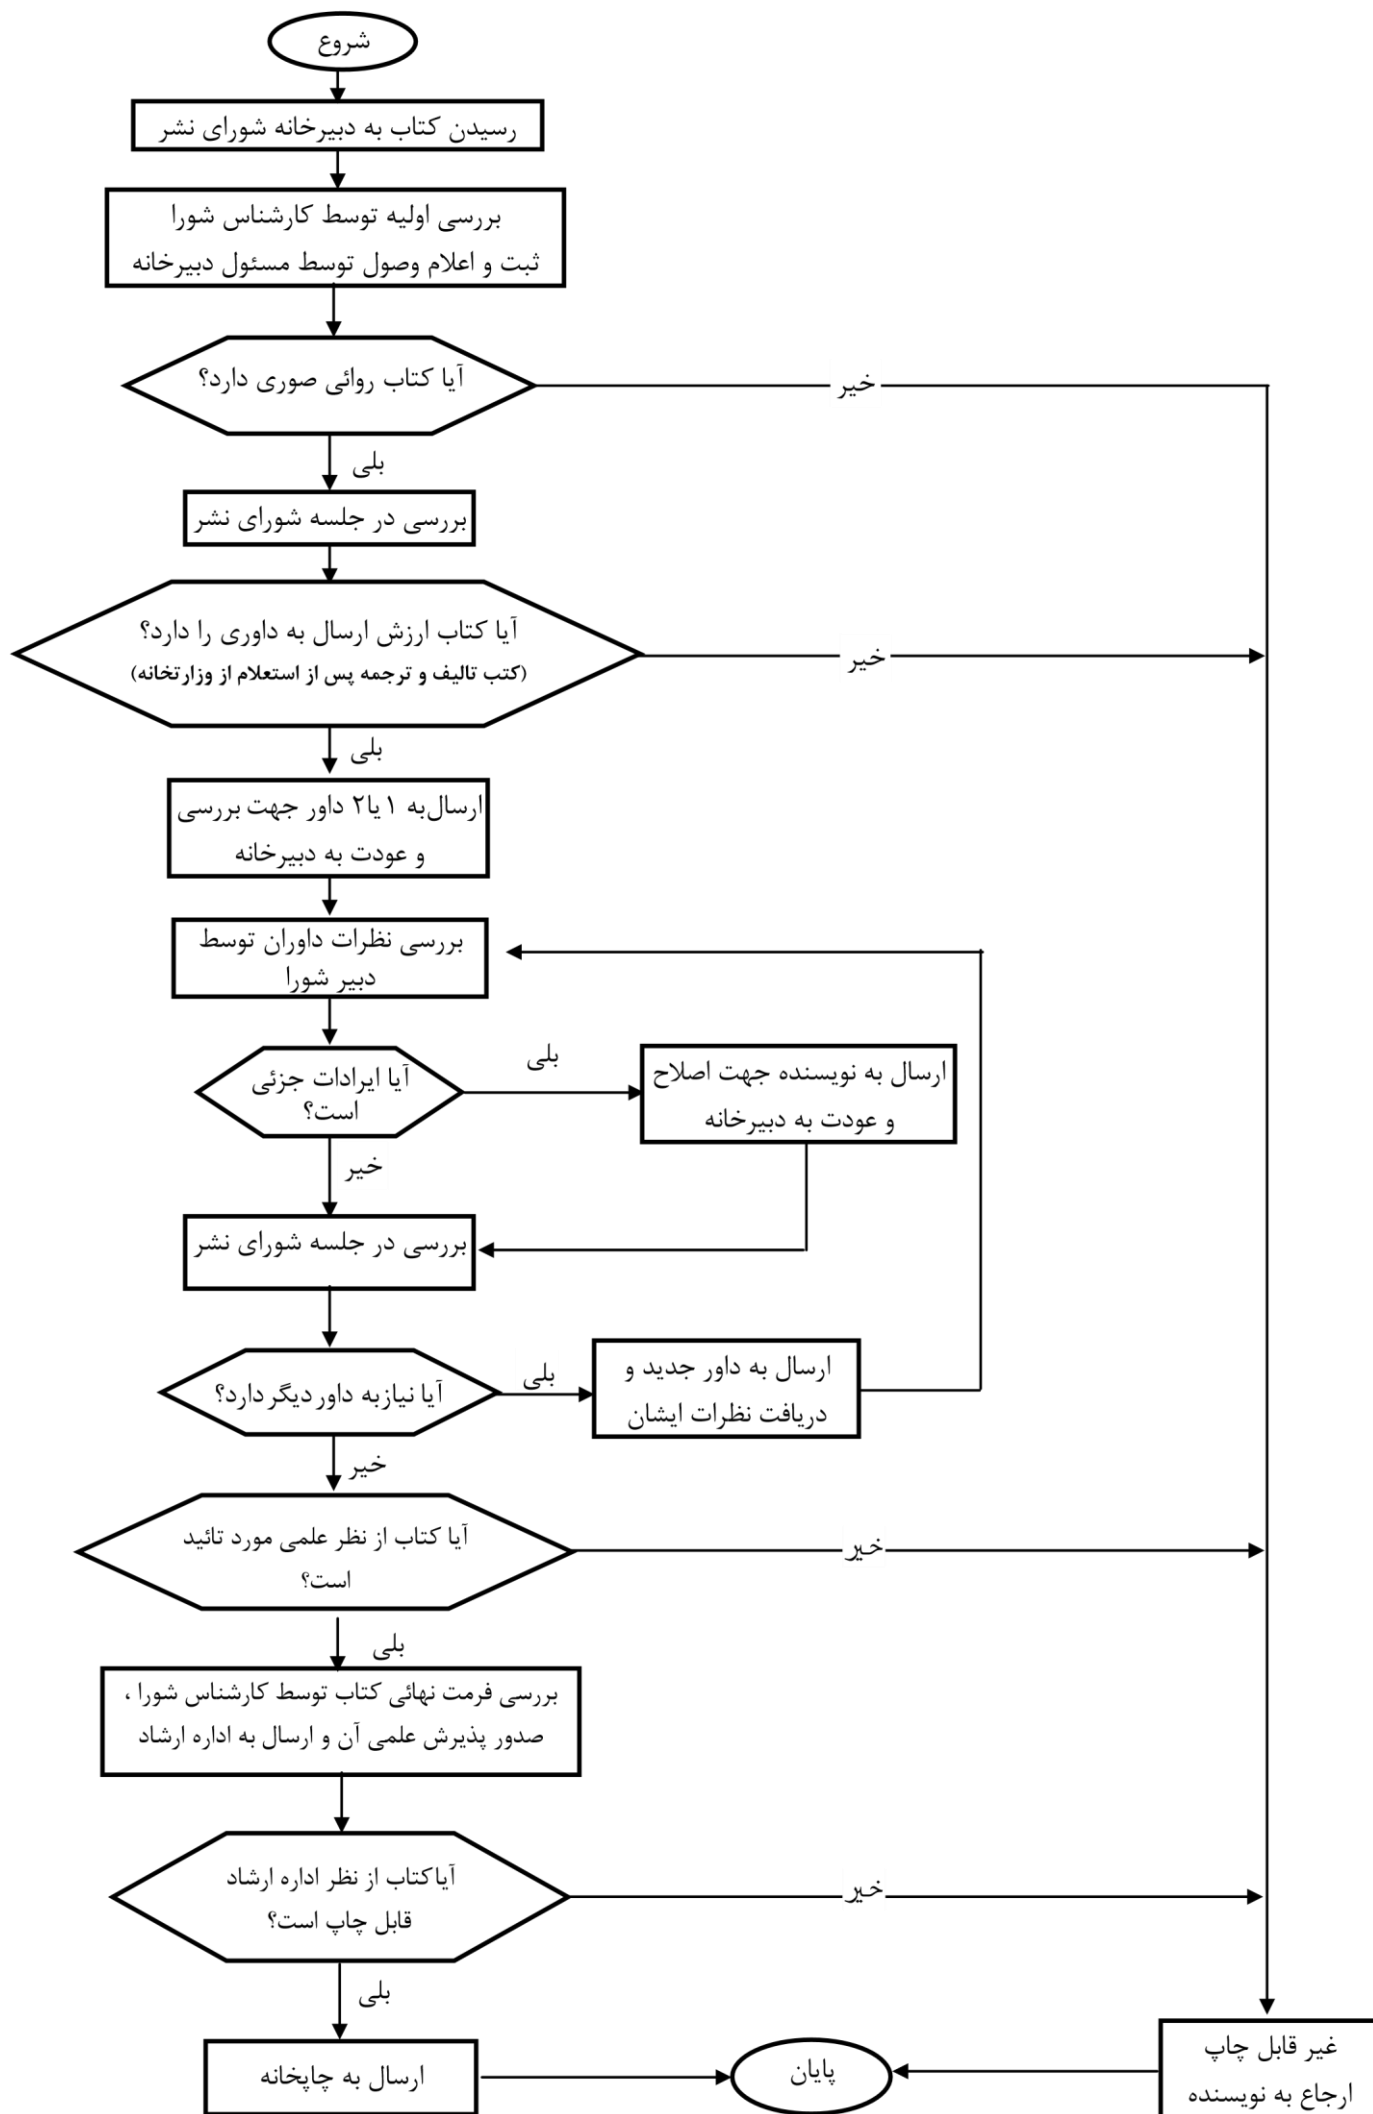 شروع
رسیدن کتاب به دبیرخانه شورای نشر
بررسی اولیه توسط کارشناس شورا
ثبت و اعلام وصول توسط مسئول دبیرخانه
آیا کتاب روائی صوری دارد؟
خیر
بلی
بررسی در جلسه شورای نشر
آیا کتاب ارزش ارسال به داوری را دارد؟
(کتب تالیف و ترجمه پس از استعلام از وزارتخانه)
خیر
بلی
ارسال به ۱ یا۲ داور جهت بررسی
و عودت به دبیرخانه
بررسی نظرات داوران توسط
دبیر شورا
آیا ایرادات جزئی
است؟
بلی
ارسال به نویسنده جهت اصلاح
و عودت به دبیرخانه
خیر
بررسی در جلسه شورای نشر
آیا نیازبه داور دیگر دارد؟
بلی
ارسال به داور جدید و
دریافت نظرات ایشان
خیر
آیا کتاب از نظر علمی مورد تائید
است؟
خیر
بلی
بررسی فرمت نهائی کتاب توسط کارشناس شورا ،
صدور پذیرش علمی آن و ارسال به اداره ارشاد
آیاکتاب از نظر اداره ارشاد
قابل چاپ است؟
خیر
بلی
ارسال به چاپخانه
پایان
غیر قابل چاپ
ارجاع به نویسنده